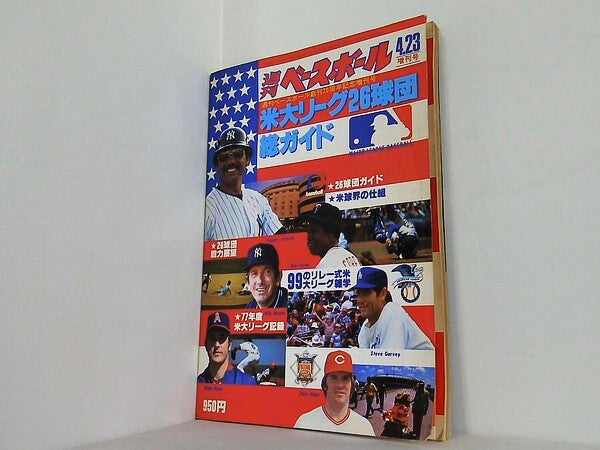 週刊ベースボール
4.23
増刊号
週刊ベースボール創刊20周年記念増刊号
米大リーグ26球団
総ガイド
MAJOR LEAGUE BASEBALL
★26球団ガイド
★米球界の仕組
★26球団
戦力展望
99のリレー式米
大リーグ雑学
★77年度
米大リーグ記録
Steve Garvey
Pete Rose
950円